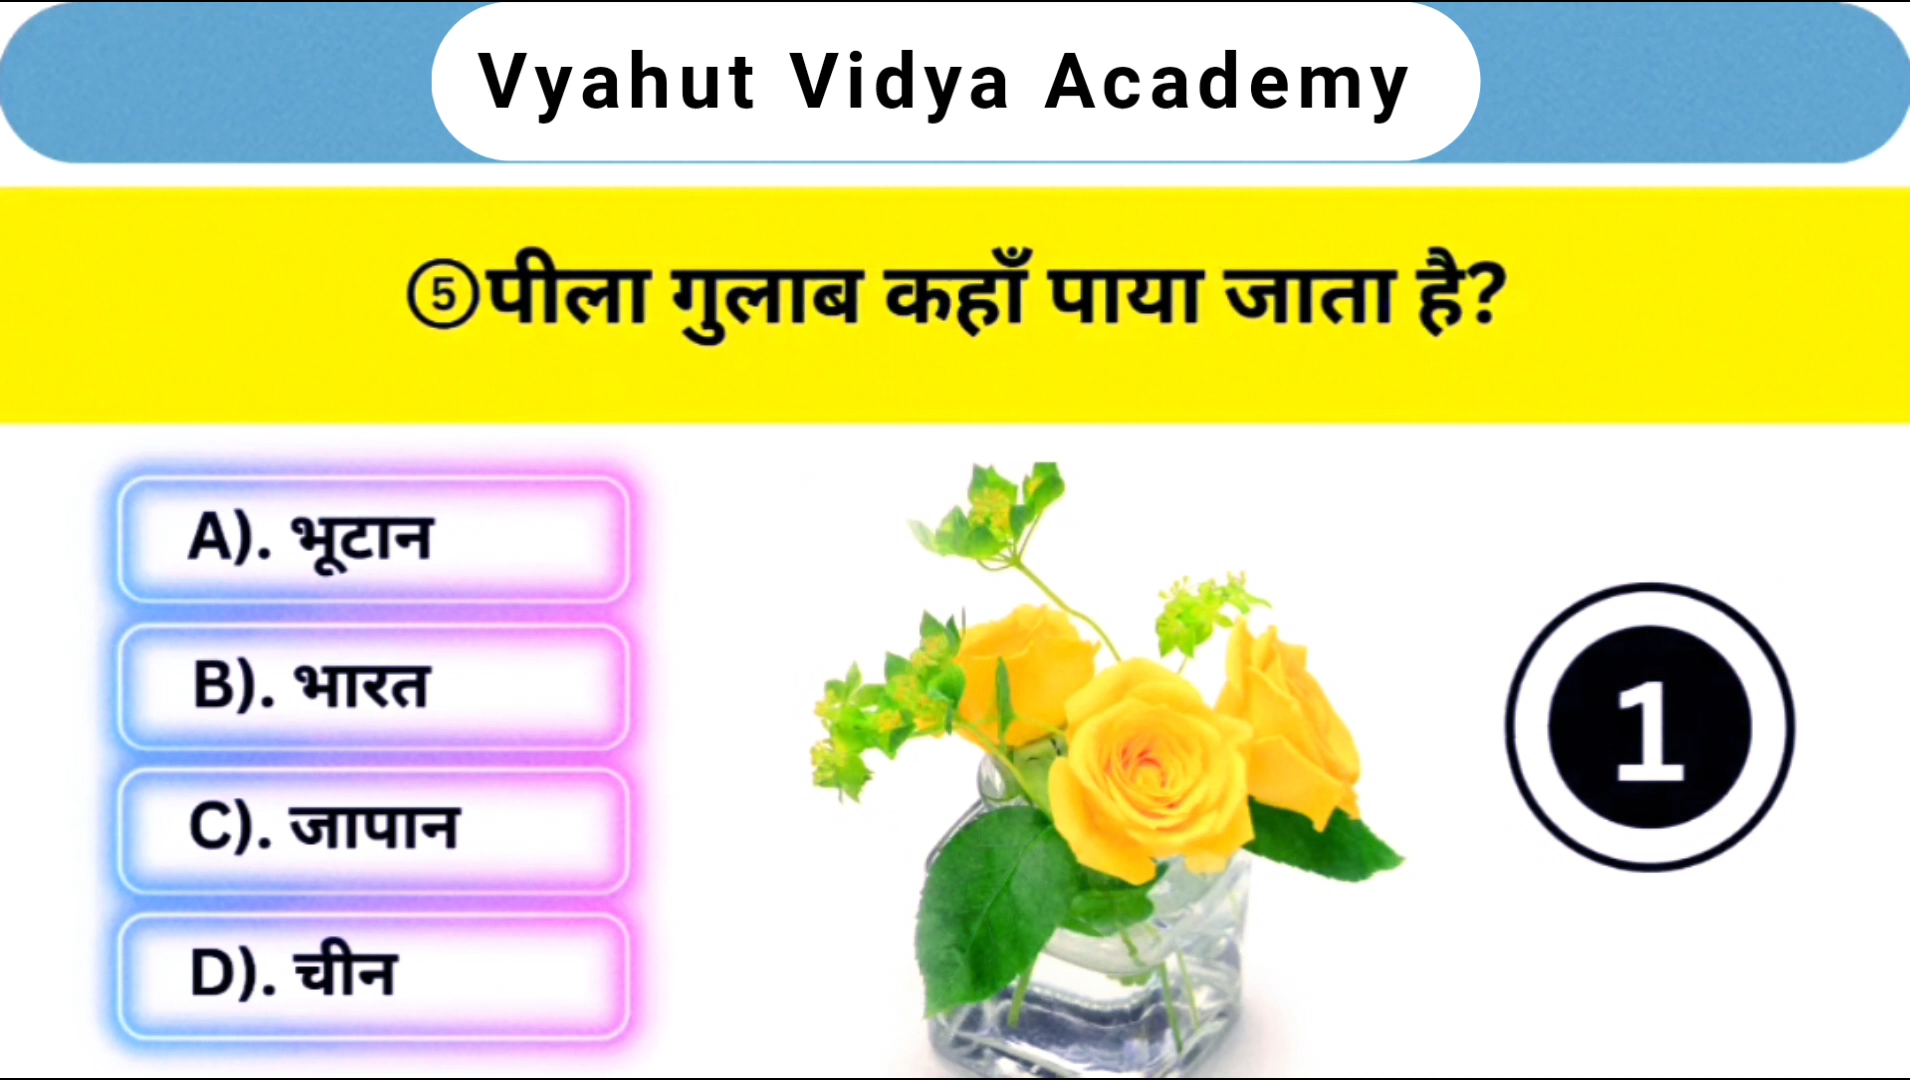 Vyahut Vidya Academy
⑤पीला गुलाब कहाँ पाया जाता है?
A). भूटान
B). भारत
C). जापान
D). चीन
1